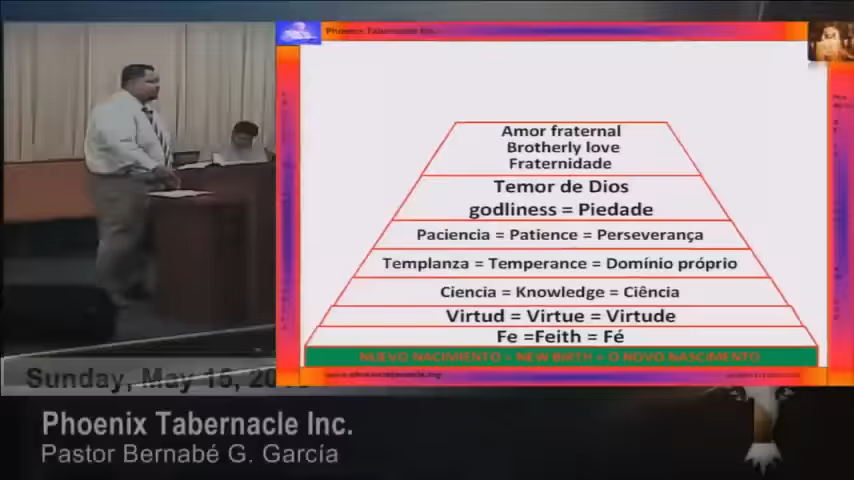 Phoenix Tabernacle Inc.
Amor fraternal
Brotherly love
Fraternidade
Temor de Dios
godliness = Piedade
Paciencia = Patience = Perseverança
Templanza = Temperance = Domínio próprio
Ciencia = Knowledge = Ciência
Virtud = Virtue = Virtude
Fe =Feith = Fé
NUEVO NACIMIENTO = NEW BIRTH = O NOVO NASCIMENTO
Sunday, May 15, 20
Phoenix Tabernacle Inc.
Pastor Bernabé G. García